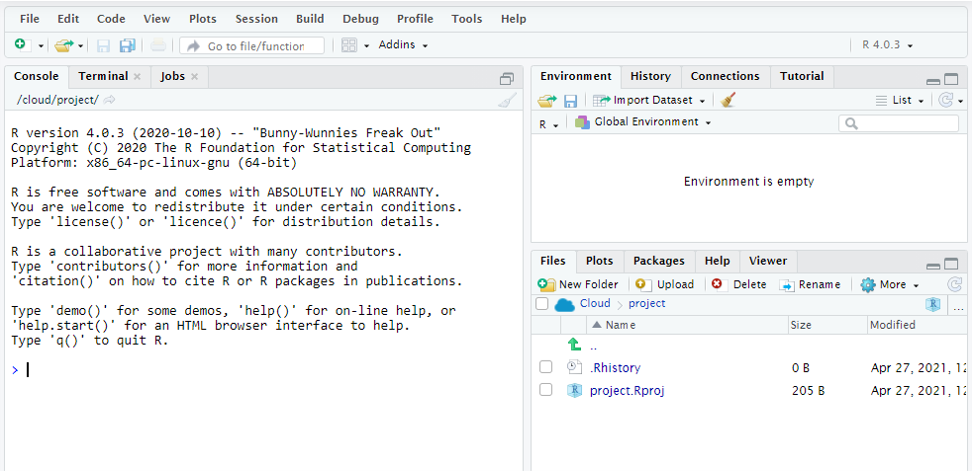 File Edit Code View Plots Session Build Debug Profile Tools Help
Go to file/function Addins R 4.0.3
Console Terminal Jobs
/cloud/project/
R version 4.0.3 (2020-10-10) -- "Bunny-Wunnies Freak Out"
Copyright (C) 2020 The R Foundation for Statistical Computing
Platform: x86_64-pc-linux-gnu (64-bit)
R is free software and comes with ABSOLUTELY NO WARRANTY.
You are welcome to redistribute it under certain conditions.
Type 'license()' or 'licence()' for distribution details.
R is a collaborative project with many contributors.
Type 'contributors()' for more information and
'citation()' on how to cite R or R packages in publications.
Type 'demo()' for some demos, 'help()' for on-line help, or
'help.start()' for an HTML browser interface to help.
Type 'q()' to quit R.
>
Environment History Connections Tutorial
Import Dataset List
R Global Environment
Environment is empty
Files Plots Packages Help Viewer
New Folder Upload Delete Rename More
Cloud project R ...
Name Size Modified
..
.Rhistory 0 B Apr 27, 2021, 12
R project.Rproj 205 B Apr 27, 2021, 12